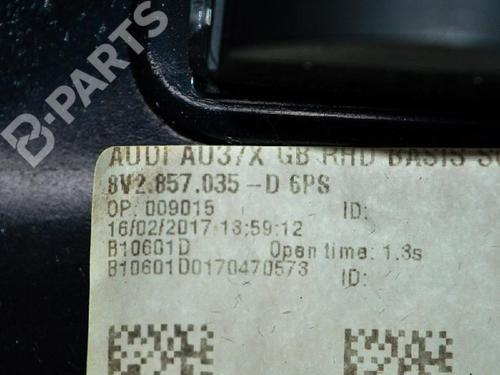 B-PARTS
AUDI AU37X GB RHD BASIS
8V2.857.035-D 6PS
OP: 009015 ID:
16/02/2017 13:59:12
B10601D Open time: 1.3s
B10601D0170470573 ID: